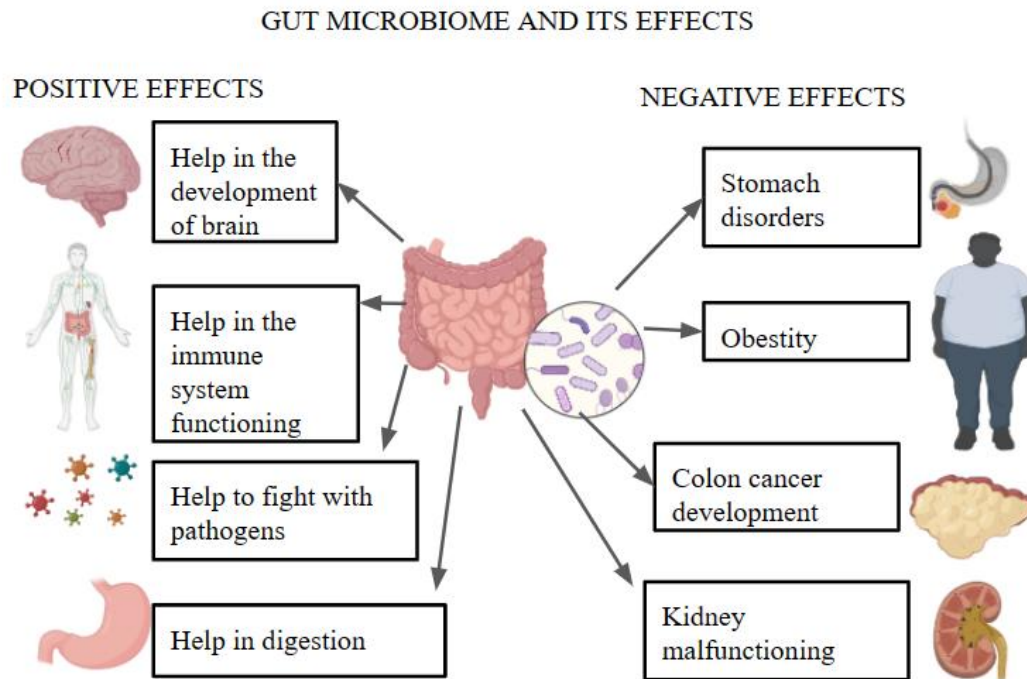 GUT MICROBIOME AND ITS EFFECTS
POSITIVE EFFECTS
Help in the
development
of brain
Help in the
immune
system
functioning
Help to fight with
pathogens
Help in digestion
NEGATIVE EFFECTS
Stomach
disorders
Obestity
Colon cancer
development
Kidney
malfunctioning